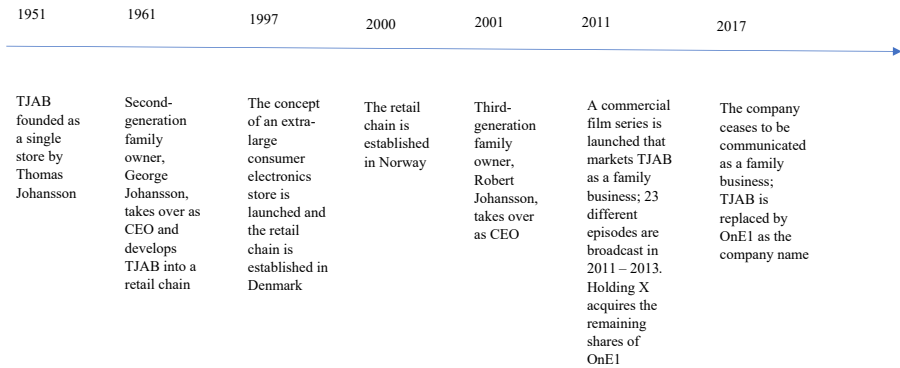 1951
1961
1997
2000
2001
2011
2017
TJAB
founded as
a single
store by
Thomas
Johansson
Second-
generation
family
owner,
George
Johansson,
takes over as
CEO and
develops
TJAB into a
retail chain
The concept
of an extra-
large
consumer
electronics
store is
launched and
the retail
chain is
established in
Denmark
The retail
chain is
established
in Norway
Third-
generation
family
owner,
Robert
Johansson,
takes over
as CEO
A commercial
film series is
launched that
markets TJAB
as a family
business; 23
different
episodes are
broadcast in
2011 – 2013.
Holding X
acquires the
remaining
shares of
OnE1
The company
ceases to be
communicated
as a family
business;
TJAB is
replaced by
OnE1 as the
company name